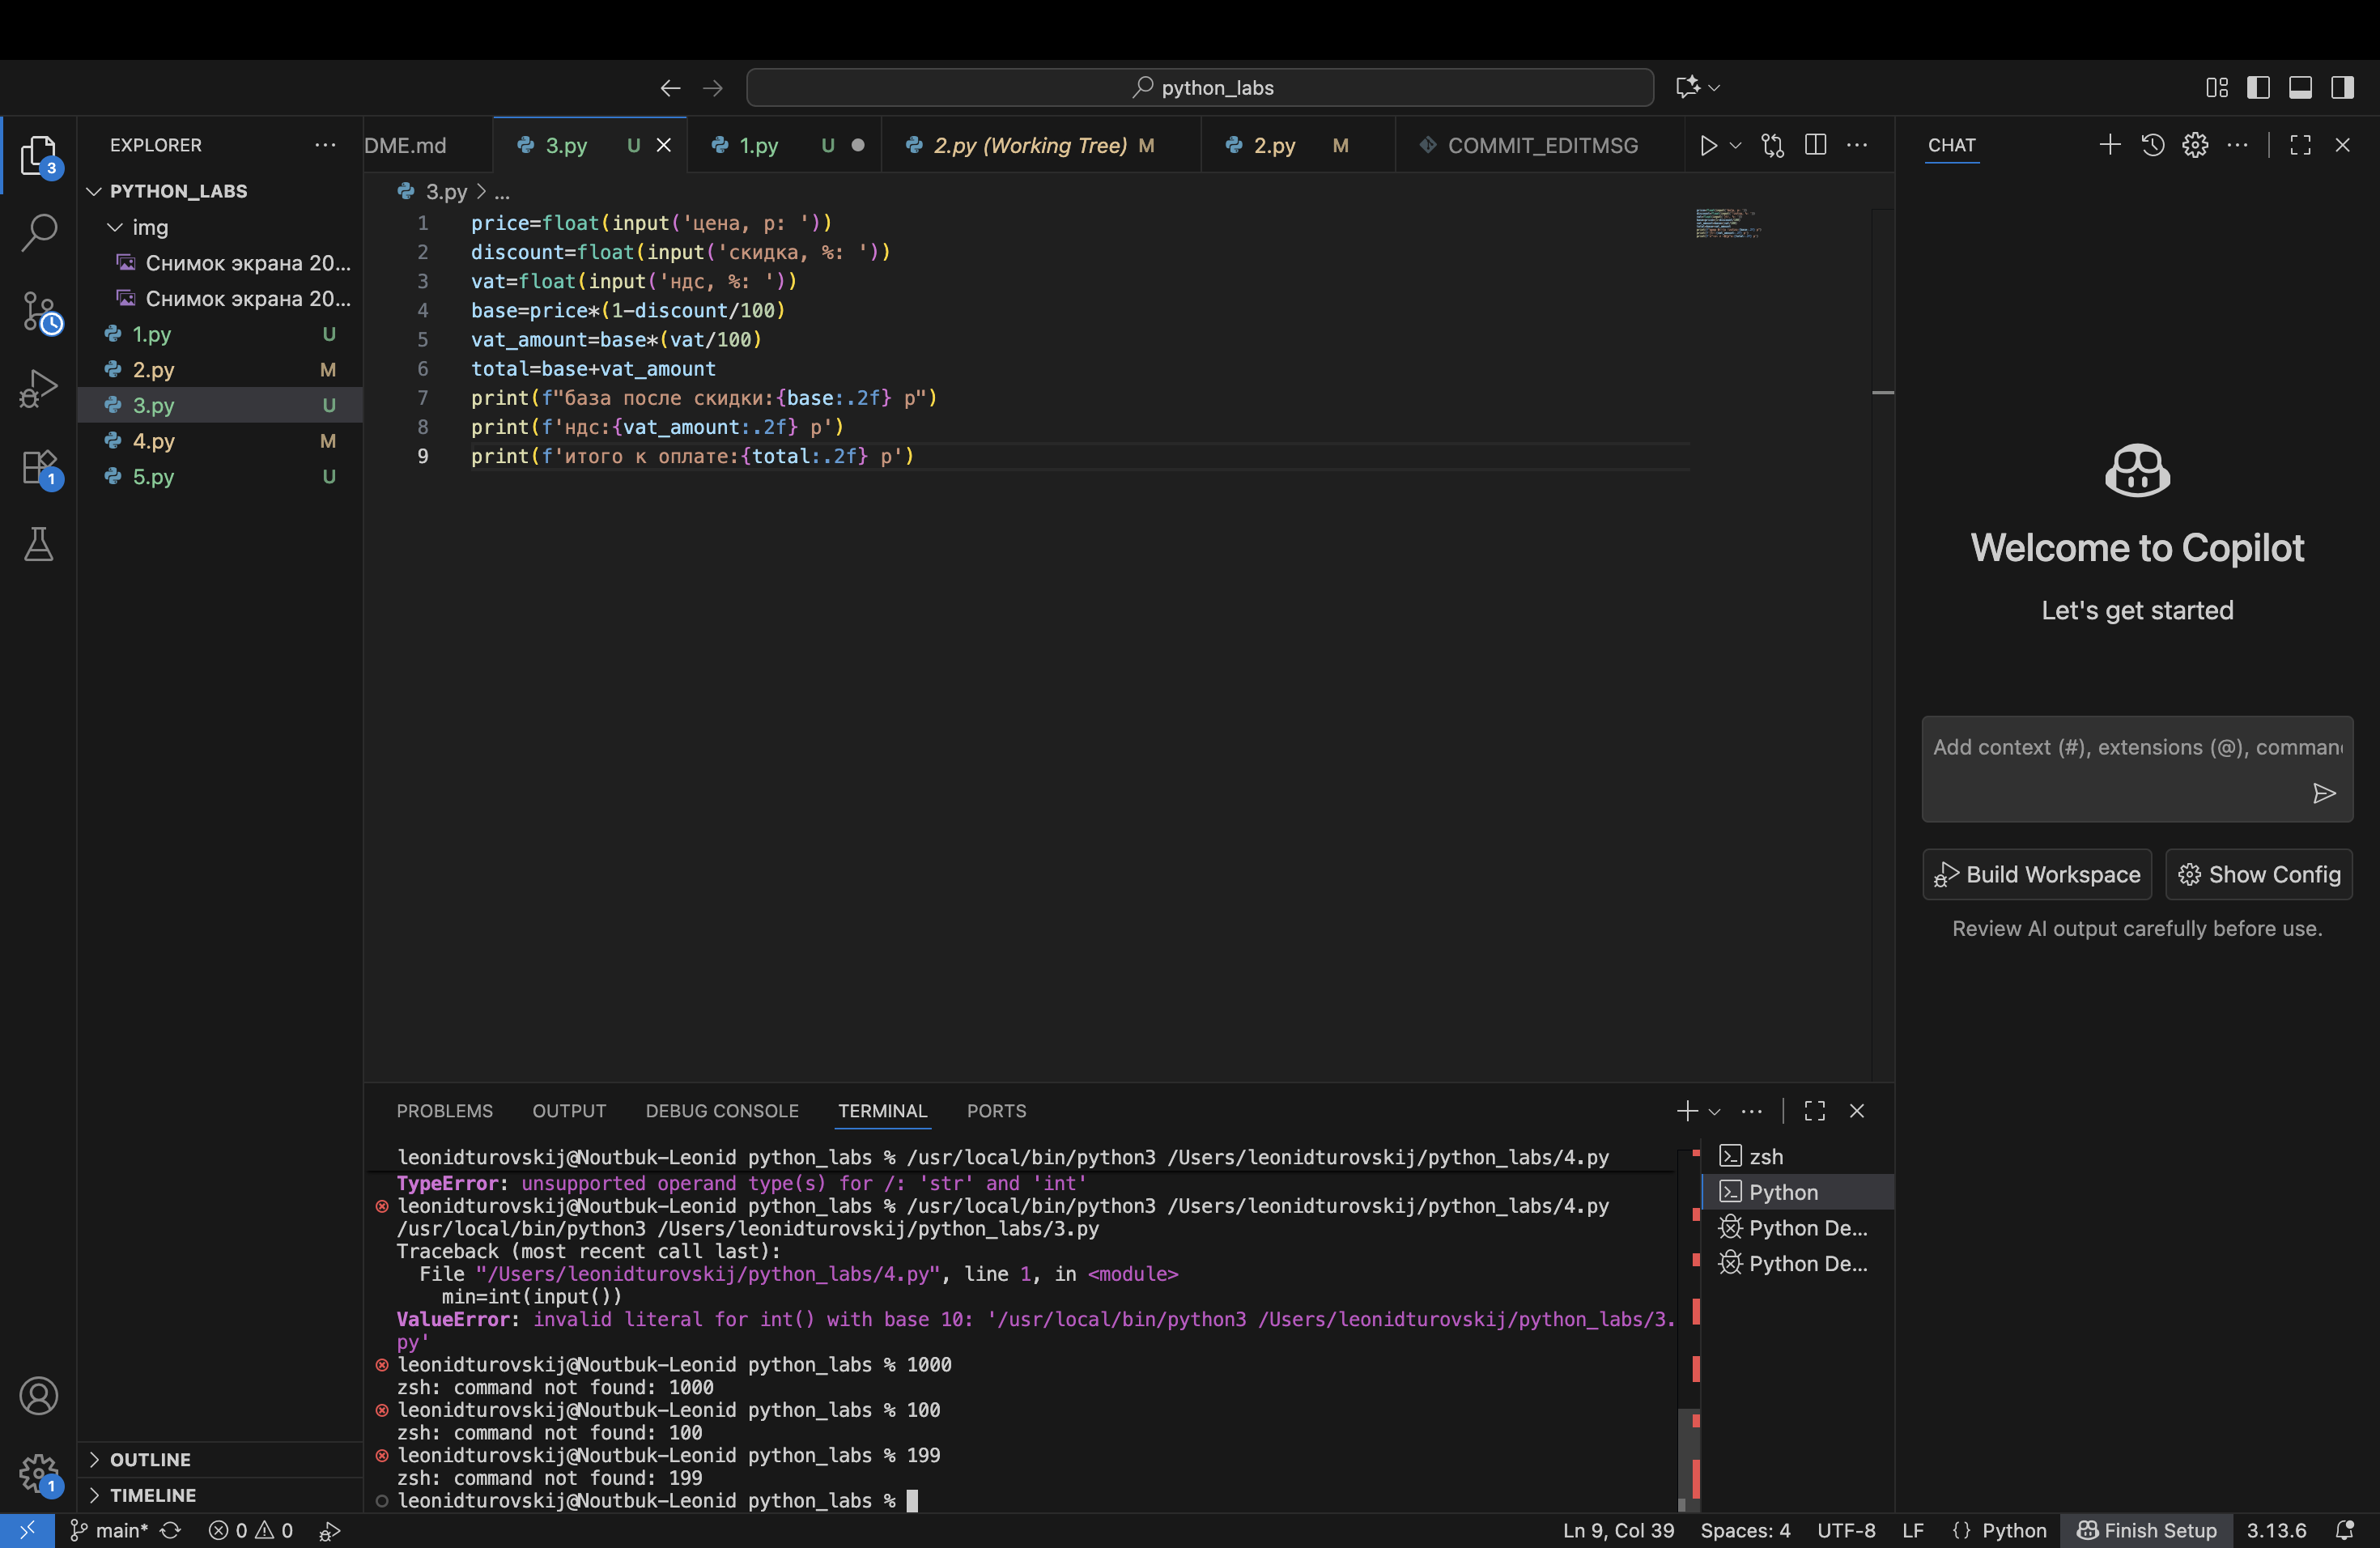 python_labs
EXPLORER
PYTHON_LABS
img
Снимок экрана 20...
Снимок экрана 20...
1.py U
2.py M
3.py U
4.py M
5.py U
OUTLINE
TIMELINE
DME.md
3.py U
1.py U
2.py (Working Tree) M
2.py M
COMMIT_EDITMSG
3.py > ...
1 price=float(input('цена, р: '))
2 discount=float(input('скидка, %: '))
3 vat=float(input('ндс, %: '))
4 base=price*(1-discount/100)
5 vat_amount=base*(vat/100)
6 total=base+vat_amount
7 print(f"база после скидки:{base:.2f} р")
8 print(f'ндс:{vat_amount:.2f} р')
9 print(f'итого к оплате:{total:.2f} р')
PROBLEMS OUTPUT DEBUG CONSOLE TERMINAL PORTS
leonidturovskij@Noutbuk-Leonid python_labs % /usr/local/bin/python3 /Users/leonidturovskij/python_labs/4.py
TypeError: unsupported operand type(s) for /: 'str' and 'int'
leonidturovskij@Noutbuk-Leonid python_labs % /usr/local/bin/python3 /Users/leonidturovskij/python_labs/4.py
/usr/local/bin/python3 /Users/leonidturovskij/python_labs/3.py
Traceback (most recent call last):
File "/Users/leonidturovskij/python_labs/4.py", line 1, in <module>
min=int(input())
ValueError: invalid literal for int() with base 10: '/usr/local/bin/python3 /Users/leonidturovskij/python_labs/3.
py'
leonidturovskij@Noutbuk-Leonid python_labs % 1000
zsh: command not found: 1000
leonidturovskij@Noutbuk-Leonid python_labs % 100
zsh: command not found: 100
leonidturovskij@Noutbuk-Leonid python_labs % 199
zsh: command not found: 199
leonidturovskij@Noutbuk-Leonid python_labs %
zsh
Python
Python De...
Python De...
CHAT
Welcome to Copilot
Let's get started
Add context (#), extensions (@), comman
Build Workspace
Show Config
Review AI output carefully before use.
3
1
1
main* 0 0
Ln 9, Col 39 Spaces: 4 UTF-8 LF {} Python Finish Setup 3.13.6